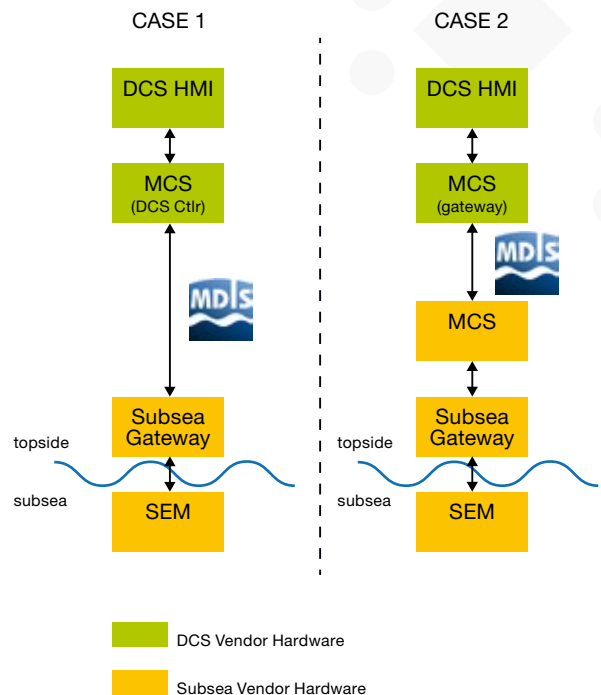 CASE 1
DCS HMI
MCS
(DCS Ctlr)
MDIS
Subsea
Gateway
topside
subsea
SEM
CASE 2
DCS HMI
MCS
(gateway)
MDIS
MCS
Subsea
Gateway
topside
subsea
SEM
DCS Vendor Hardware
Subsea Vendor Hardware